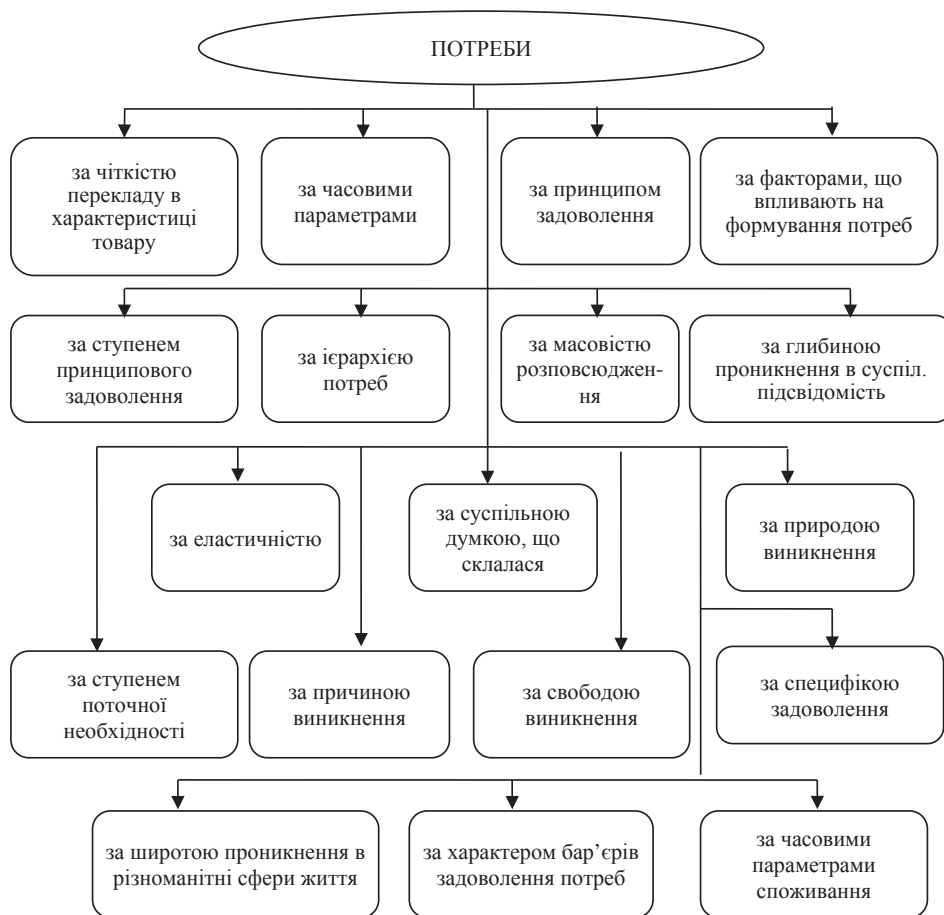 ПОТРЕБИ
за чіткістю
перекладу в
характеристиці
товару
за часовими
параметрами
за принципом
задоволення
за факторами, що
впливають на
формування потреб
за ступенем
принципового
задоволення
за ієрархією
потреб
за масовістю
розповсюджен-
ня
за глибиною
проникнення в суспіл.
підсвідомість
за еластичністю
за суспільною
думкою, що
склалася
за природою
виникнення
за ступенем
поточної
необхідності
за причиною
виникнення
за свободою
виникнення
за специфікою
задоволення
за широтою проникнення в
різноманітні сфери життя
за характером бар’єрів
задоволення потреб
за часовими
параметрами
споживання